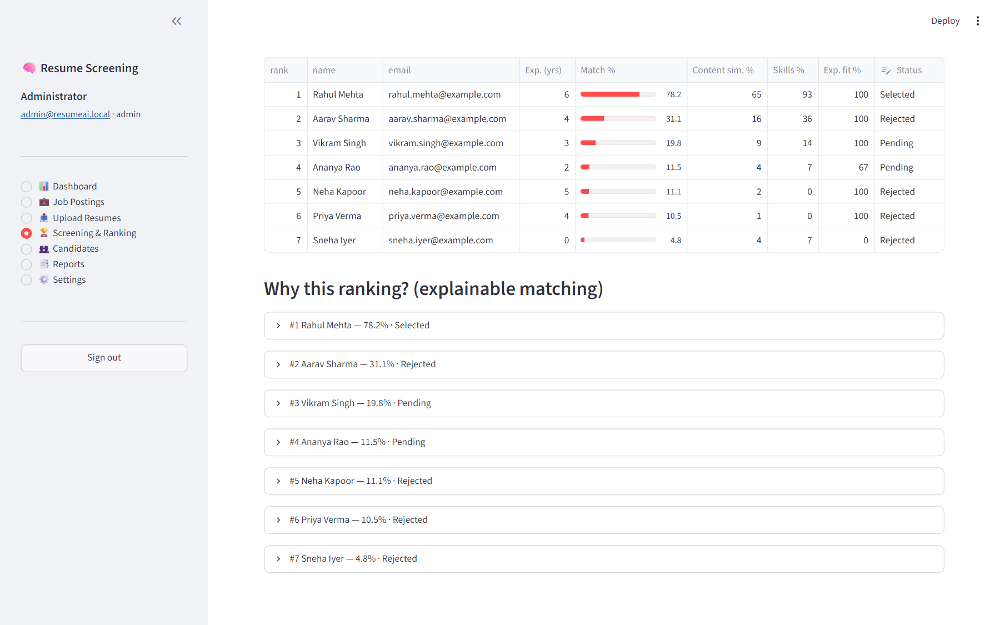 Deploy
Resume Screening
Administrator
admin@resumeai.local · admin
Dashboard
Job Postings
Upload Resumes
Screening & Ranking
Candidates
Reports
Settings
Sign out
rank name email Exp. (yrs) Match % Content sim. % Skills % Exp. fit % Status
1 Rahul Mehta rahul.mehta@example.com 6 78.2 65 93 100 Selected
2 Aarav Sharma aarav.sharma@example.com 4 31.1 16 36 100 Rejected
3 Vikram Singh vikram.singh@example.com 3 19.8 9 14 100 Pending
4 Ananya Rao ananya.rao@example.com 2 11.5 4 7 67 Pending
5 Neha Kapoor neha.kapoor@example.com 5 11.1 2 0 100 Rejected
6 Priya Verma priya.verma@example.com 4 10.5 1 0 100 Rejected
7 Sneha Iyer sneha.iyer@example.com 0 4.8 4 7 0 Rejected
Why this ranking? (explainable matching)
#1 Rahul Mehta — 78.2% · Selected
#2 Aarav Sharma — 31.1% · Rejected
#3 Vikram Singh — 19.8% · Pending
#4 Ananya Rao — 11.5% · Pending
#5 Neha Kapoor — 11.1% · Rejected
#6 Priya Verma — 10.5% · Rejected
#7 Sneha Iyer — 4.8% · Rejected